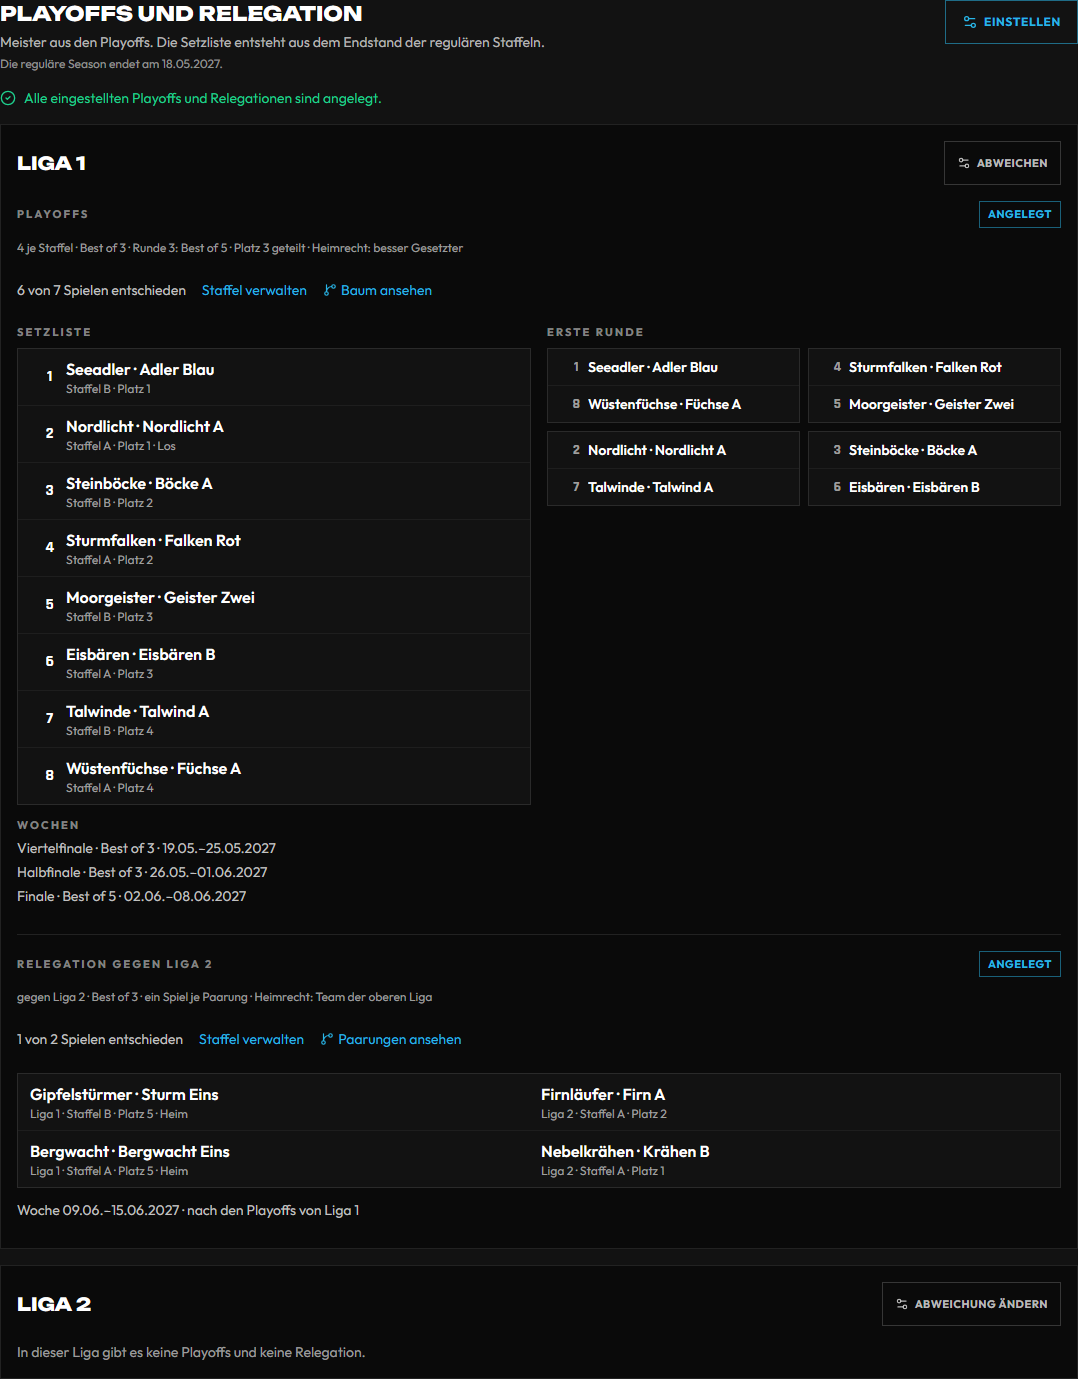 PLAYOFFS UND RELEGATION
EINSTELLEN
Meister aus den Playoffs. Die Setzliste entsteht aus dem Endstand der regulären Staffeln.
Die reguläre Season endet am 18.05.2027.
Alle eingestellten Playoffs und Relegationen sind angelegt.
LIGA 1
ABWEICHEN
PLAYOFFS
ANGELEGT
4 je Staffel · Best of 3 · Runde 3: Best of 5 · Platz 3 geteilt · Heimrecht: besser Gesetzter
6 von 7 Spielen entschieden
Staffel verwalten
Baum ansehen
SETZLISTE
1 Seeadler · Adler Blau
Staffel B · Platz 1
2 Nordlicht · Nordlicht A
Staffel A · Platz 1 · Los
3 Steinböcke · Böcke A
Staffel B · Platz 2
4 Sturmfalken · Falken Rot
Staffel A · Platz 2
5 Moorgeister · Geister Zwei
Staffel B · Platz 3
6 Eisbären · Eisbären B
Staffel A · Platz 3
7 Talwinde · Talwind A
Staffel B · Platz 4
8 Wüstenfüchse · Füchse A
Staffel A · Platz 4
ERSTE RUNDE
1 Seeadler · Adler Blau
8 Wüstenfüchse · Füchse A
4 Sturmfalken · Falken Rot
5 Moorgeister · Geister Zwei
2 Nordlicht · Nordlicht A
7 Talwinde · Talwind A
3 Steinböcke · Böcke A
6 Eisbären · Eisbären B
WOCHEN
Viertelfinale · Best of 3 · 19.05.–25.05.2027
Halbfinale · Best of 3 · 26.05.–01.06.2027
Finale · Best of 5 · 02.06.–08.06.2027
RELEGATION GEGEN LIGA 2
ANGELEGT
gegen Liga 2 · Best of 3 · ein Spiel je Paarung · Heimrecht: Team der oberen Liga
1 von 2 Spielen entschieden
Staffel verwalten
Paarungen ansehen
Gipfelstürmer · Sturm Eins
Liga 1 · Staffel B · Platz 5 · Heim
Firnläufer · Firn A
Liga 2 · Staffel A · Platz 2
Bergwacht · Bergwacht Eins
Liga 1 · Staffel A · Platz 5 · Heim
Nebelkrähen · Krähen B
Liga 2 · Staffel A · Platz 1
Woche 09.06.–15.06.2027 · nach den Playoffs von Liga 1
LIGA 2
ABWEICHUNG ÄNDERN
In dieser Liga gibt es keine Playoffs und keine Relegation.